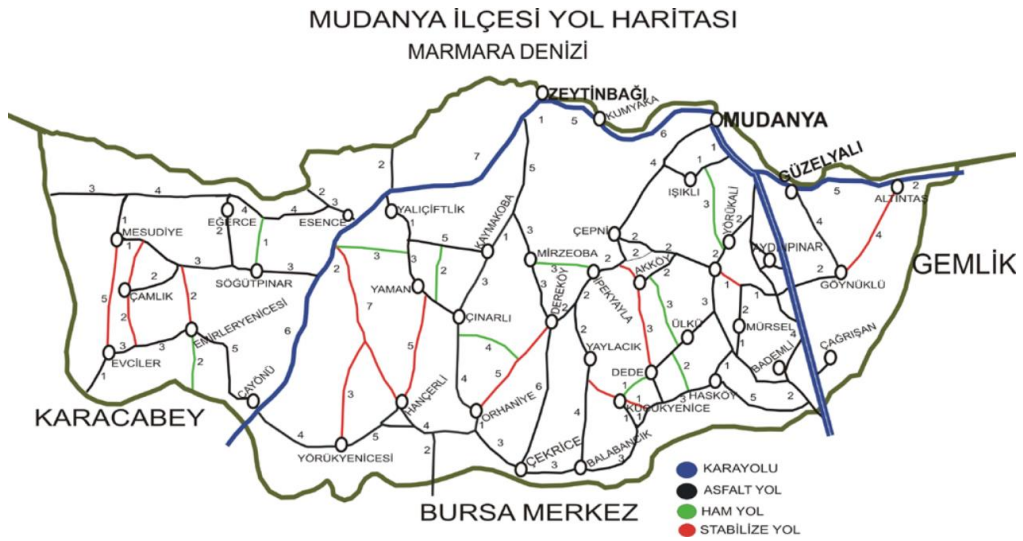 MUDANYA İLÇESİ YOL HARİTASI
MARMARA DENİZİ
ZEYTİNBAĞI
KUMYAKA
MUDANYA
GÜZELYALI
ALTINTAŞ
IŞIKLI
YALIÇİFTLİK
EĞERCE
ESENCE
MESUDİYE
KAYMAKOBA
ÇEPNİ
YÖRÜKALİ
AYDINPINAR
GEMLİK
SÖĞÜTPINAR
MİRZEOBA
İPEKYAYLA
AKKÖY
GÖYNÜKLÜ
ÇAMLIK
YAMAN
ÇINARLI
DEREKÖY
ÜLKÜ
MÜRSEL
EMİRLERYENİCESİ
EVCİLER
YAYLACIK
DEDE
BADEMLİ
ÇAĞRIŞAN
HASKÖY
ÇAYÖNÜ
HANÇERLİ
ORHANİYE
KÜÇÜKYENİCE
KARACABEY
YÖRÜKYENİCESİ
ÇEKRİCE
BALABANCIK
BURSA MERKEZ
KARAYOLU
ASFALT YOL
HAM YOL
STABİLİZE YOL